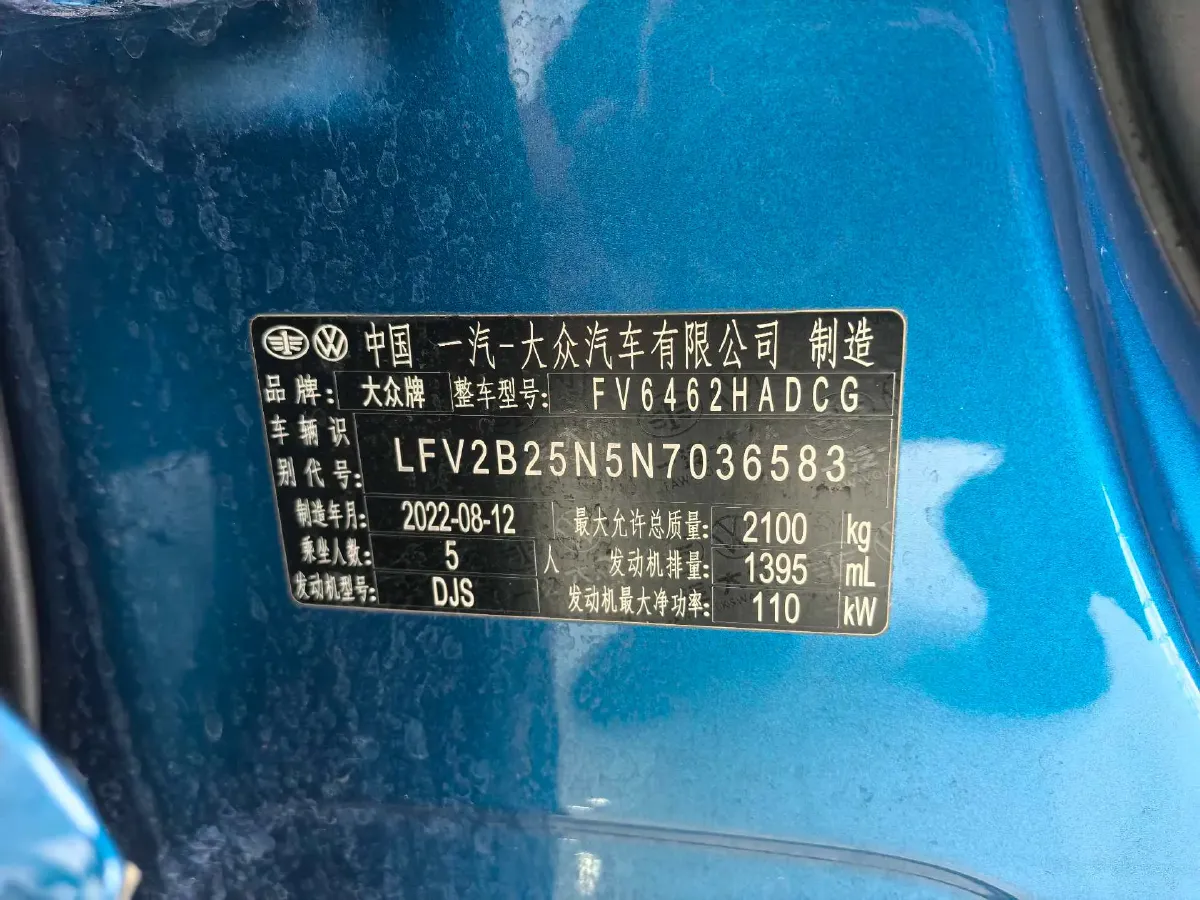 中国 一汽-大众汽车有限公司 制造
品牌: 大众牌 整车型号: FV6462HADCG
车辆识别代号: LFV2B25N5N7036583
制造年月: 2022-08-12 最大允许总质量: 2100 kg
乘坐人数: 5 人 发动机排量: 1395 mL
发动机型号: DJS 发动机最大净功率: 110 kW